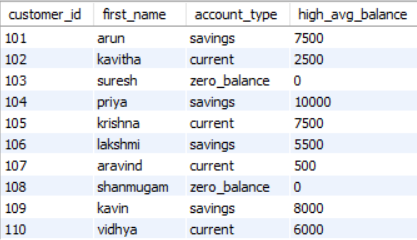 customer_id first_name account_type high_avg_balance
101 arun savings 7500
102 kavitha current 2500
103 suresh zero_balance 0
104 priya savings 10000
105 krishna current 7500
106 lakshmi savings 5500
107 aravind current 500
108 shanmugam zero_balance 0
109 kavin savings 8000
110 vidhya current 6000